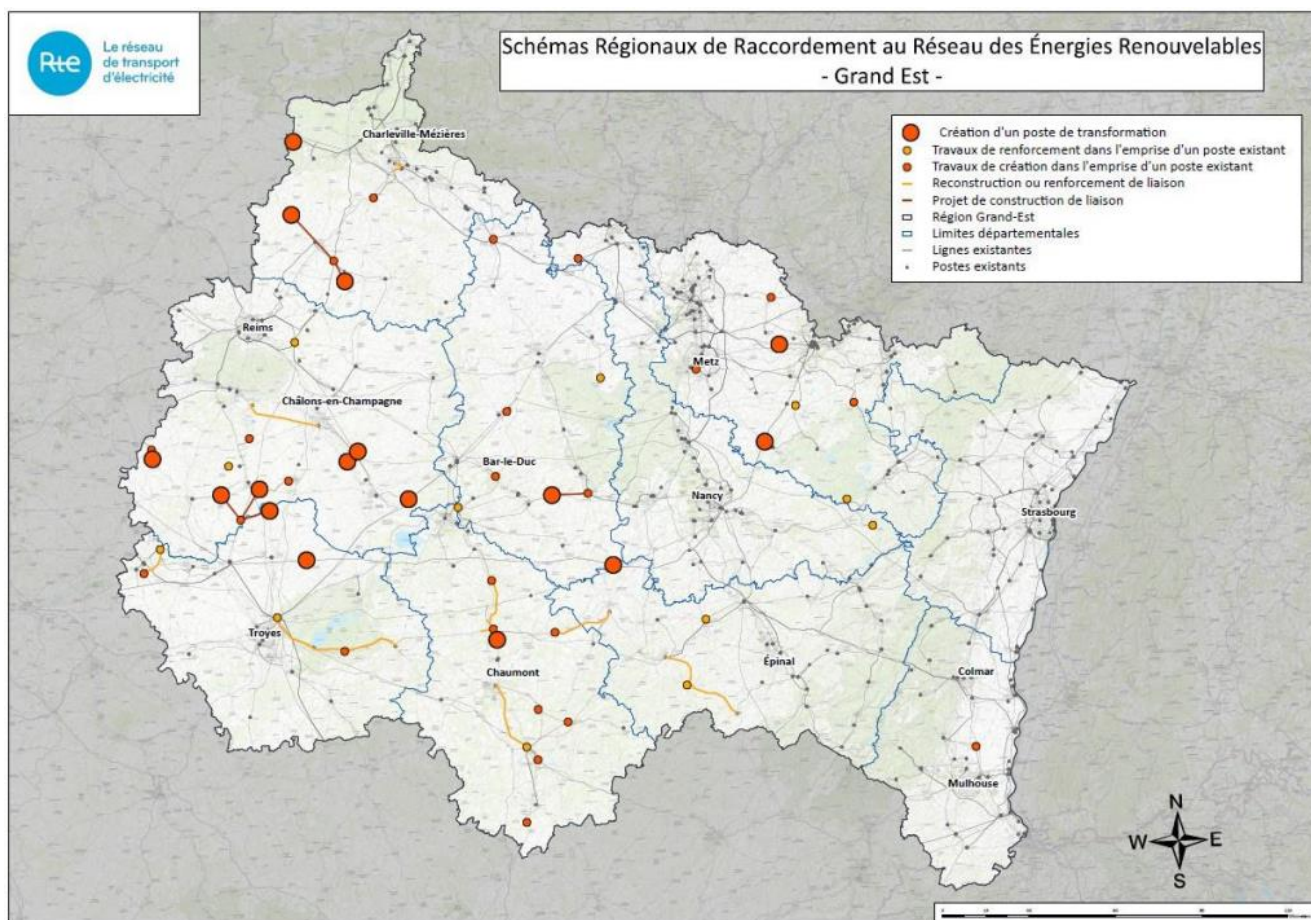 Rte
Le réseau
de transport
d'électricité
Schémas Régionaux de Raccordement au Réseau des Énergies Renouvelables
- Grand Est -
Création d'un poste de transformation
Travaux de renforcement dans l'emprise d'un poste existant
Travaux de création dans l'emprise d'un poste existant
Reconstruction ou renforcement de liaison
Projet de construction de liaison
Région Grand-Est
Limites départementales
Lignes existantes
Postes existants
Charleville-Mézières
Reims
Metz
Châlons-en-Champagne
Bar-le-Duc
Nancy
Strasbourg
Troyes
Épinal
Chaumont
Colmar
Mulhouse
N
W E
S